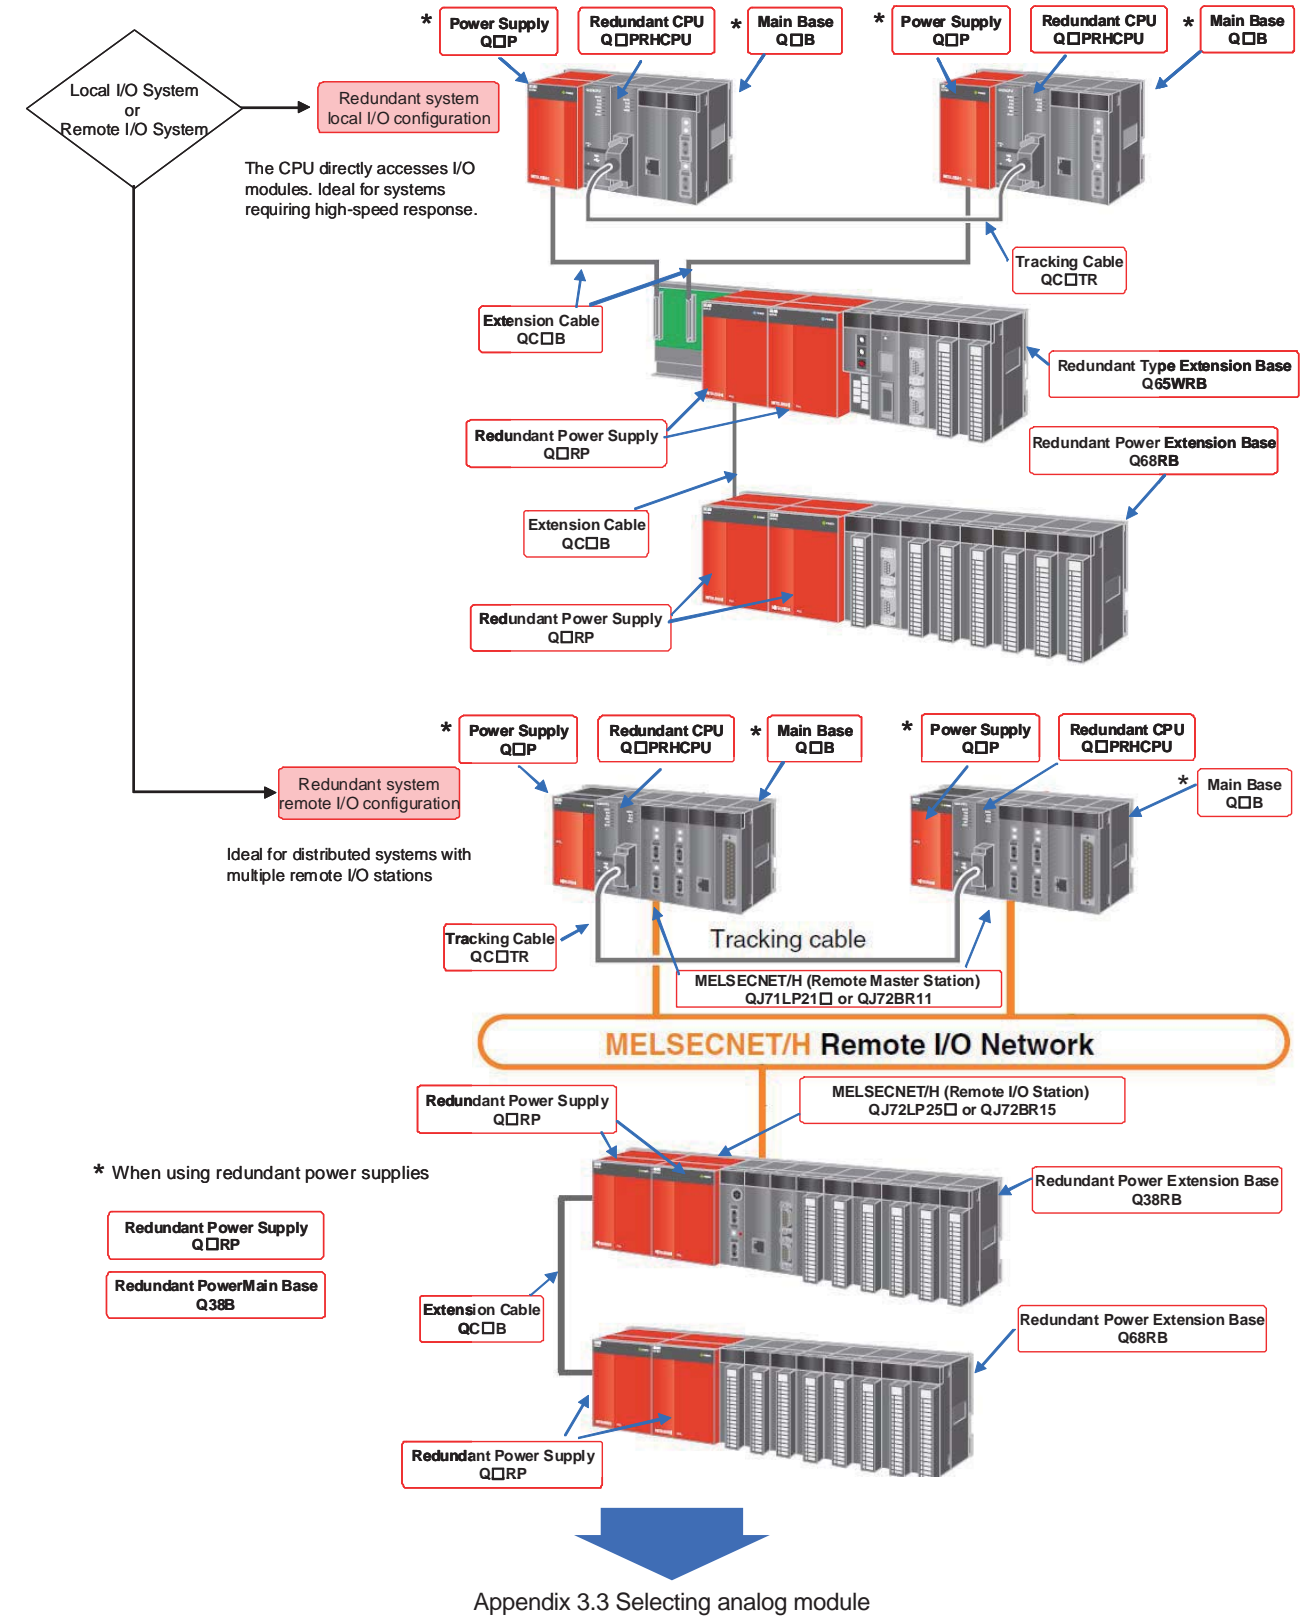 * Power Supply
Q□P
Redundant CPU
Q□PRHCPU
* Main Base
Q□B
* Power Supply
Q□P
Redundant CPU
Q□PRHCPU
* Main Base
Q□B
Local I/O System
or
Remote I/O System
Redundant system
local I/O configuration
The CPU directly accesses I/O
modules. Ideal for systems
requiring high-speed response.
Tracking Cable
QC□TR
Extension Cable
QC□B
Redundant Type Extension Base
Q65WRB
Redundant Power Supply
Q□RP
Redundant Power Extension Base
Q68RB
Extension Cable
QC□B
Redundant Power Supply
Q□RP
* Power Supply
Q□P
Redundant CPU
Q□PRHCPU
* Main Base
Q□B
* Power Supply
Q□P
Redundant CPU
Q□PRHCPU
* Main Base
Q□B
Redundant system
remote I/O configuration
Ideal for distributed systems with
multiple remote I/O stations
Tracking Cable
QC□TR
Tracking cable
MELSECNET/H (Remote Master Station)
QJ71LP21□ or QJ72BR11
MELSECNET/H Remote I/O Network
Redundant Power Supply
Q□RP
MELSECNET/H (Remote I/O Station)
QJ72LP25□ or QJ72BR15
* When using redundant power supplies
Redundant Power Supply
Q□RP
Redundant PowerMain Base
Q38B
Redundant Power Extension Base
Q38RB
Extension Cable
QC□B
Redundant Power Extension Base
Q68RB
Redundant Power Supply
Q□RP
Appendix 3.3 Selecting analog module